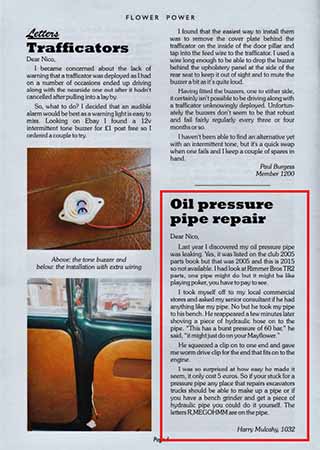 FLOWER POWER
Letters
Trafficators
Dear Nico,
I became concerned about the lack of
warning that a trafficator was deployed as I had
on a number of occasions ended up driving
along with the nearside one out after it hadn't
cancelled after pulling into a lay by.
So, what to do? I decided that an audible
alarm would be best as a warning light is easy to
miss. Looking on Ebay I found a 12v
intermittent tone buzzer for £1 post free so I
ordered a couple to try.
Above: the tone buzzer and
below: the installation with extra wiring
I found that the easiest way to install them
was to remove the cover plate behind the
trafficator on the inside of the door pillar and
tap into the feed wire to the trafficator. I used a
wire long enough to be able to drop the buzzer
behind the upholstery panel at the side of the
rear seat to keep it out of sight and to mute the
buzzer a bit as it's quite loud.
Having fitted the buzzers, one to either side,
it certainly isn't possible to be driving along with
a trafficator unknowingly deployed. Unfortun-
ately the buzzers don't seem to be that robust
and fail fairly regularly every three or four
months or so.
I haven't been able to find an alternative yet
with an intermittent tone, but it's a quick swap
when one fails and I keep a couple of spares in
hand.
Paul Burgess
Member 1200
Oil pressure
pipe repair
Dear Nico,
Last year I discovered my oil pressure pipe
was leaking. Yes, it was listed on the club 2005
parts book but that was 2005 and this is 2015
so not available. I had look at Rimmer Bros TR2
parts, one pipe might do but it might be like
playing poker, you have to pay to see.
I took myself off to my local commercial
stores and asked my senior consultant if he had
anything like my pipe. No but he took my pipe
to his bench. He reappeared a few minutes later
shoving a piece of hydraulic hose on to the
pipe. "This has a burst pressure of 60 bar," he
said, "it might just do on your Mayflower."
He squeezed a clip on to one end and gave
me worm drive clip for the end that fits on to the
engine.
I was so surprised at how easy he made it
seem, it only cost 5 euros. So if your stuck for a
pressure pipe any place that repairs excavators
trucks should be able to make up a pipe or if
you have a bench grinder and get a piece of
hydraulic pipe you could do it yourself. The
letters R,MEGOHMM are on the pipe.
Harry Mulcahy, 1032